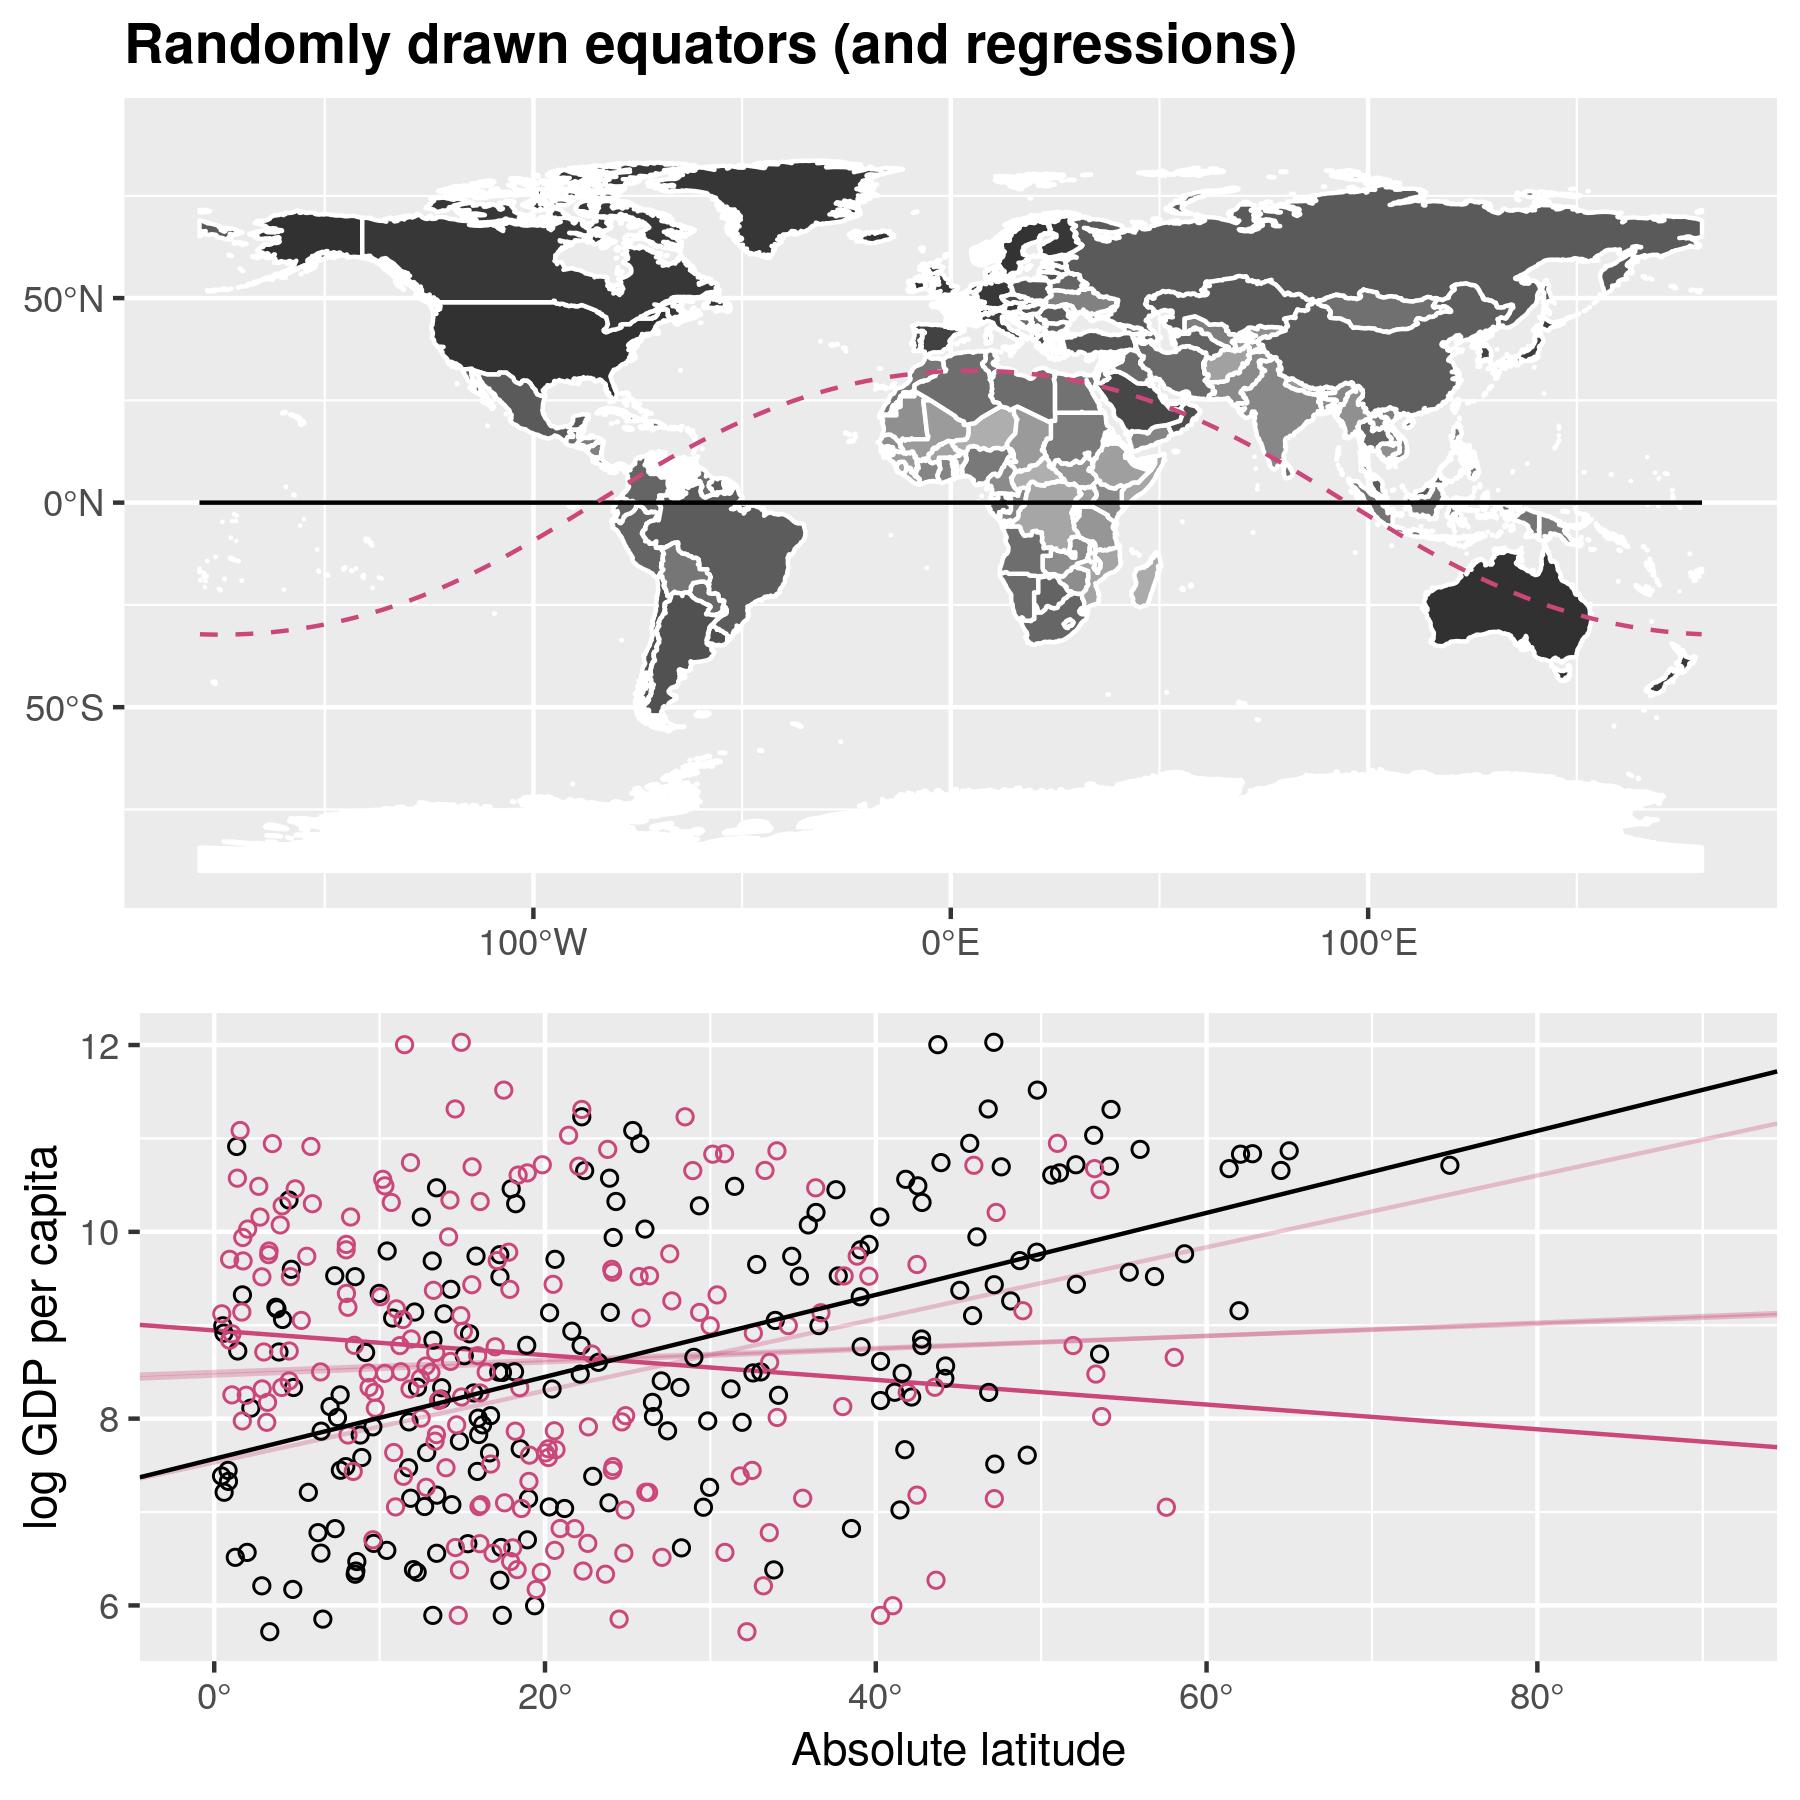 Randomly drawn equators (and regressions)
50°N
0°N
50°S
100°W
0°E
100°E
12
10
8
6
log GDP per capita
0°
20°
40°
60°
80°
Absolute latitude